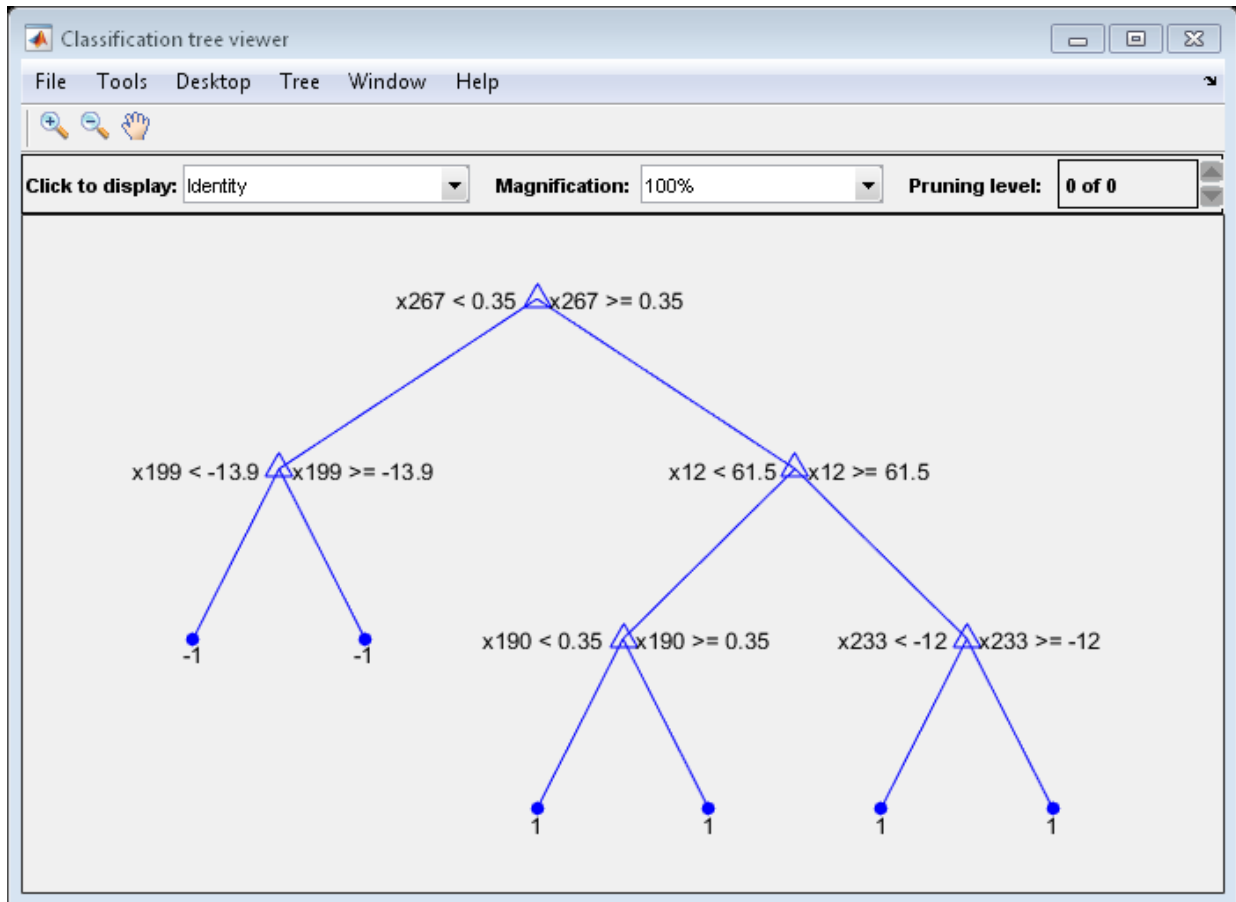 Classification tree viewer
File Tools Desktop Tree Window Help
Click to display: Identity Magnification: 100% Pruning level: 0 of 0
x267 < 0.35 x267 >= 0.35
x199 < -13.9 x199 >= -13.9 x12 < 61.5 x12 >= 61.5
x190 < 0.35 x190 >= 0.35 x233 < -12 x233 >= -12
-1 -1
1 1 1 1